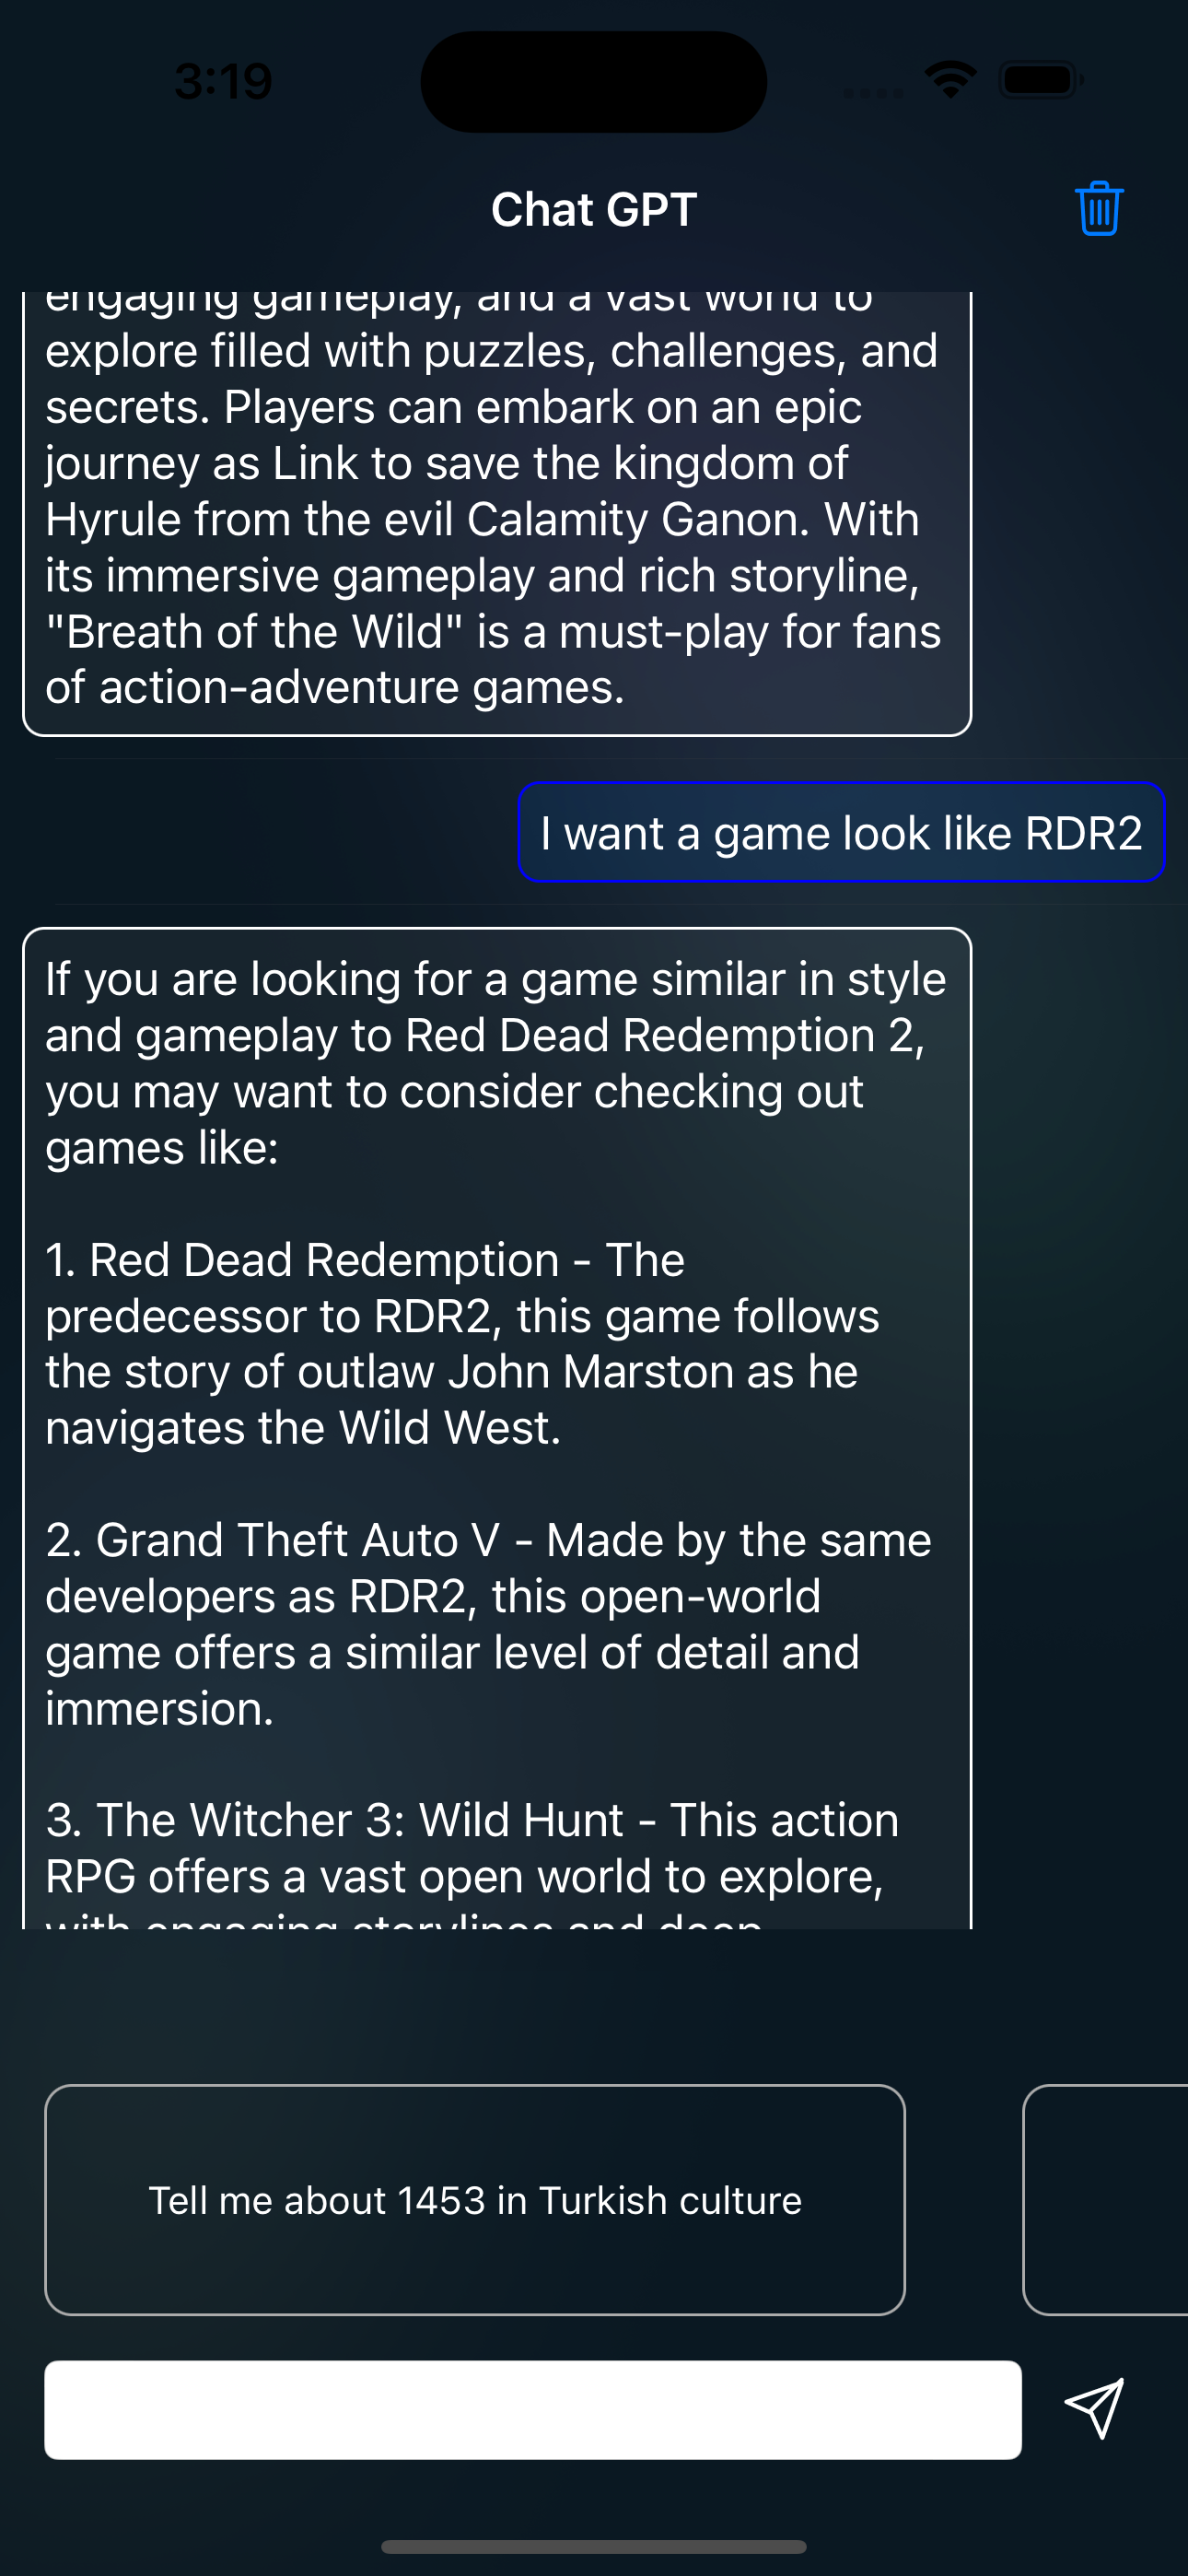 3:19
Chat GPT
engaging gameplay, and a vast world to
explore filled with puzzles, challenges, and
secrets. Players can embark on an epic
journey as Link to save the kingdom of
Hyrule from the evil Calamity Ganon. With
its immersive gameplay and rich storyline,
"Breath of the Wild" is a must-play for fans
of action-adventure games.
I want a game look like RDR2
If you are looking for a game similar in style
and gameplay to Red Dead Redemption 2,
you may want to consider checking out
games like:
1. Red Dead Redemption - The
predecessor to RDR2, this game follows
the story of outlaw John Marston as he
navigates the Wild West.
2. Grand Theft Auto V - Made by the same
developers as RDR2, this open-world
game offers a similar level of detail and
immersion.
3. The Witcher 3: Wild Hunt - This action
RPG offers a vast open world to explore,
with engaging storylines and deep
Tell me about 1453 in Turkish culture